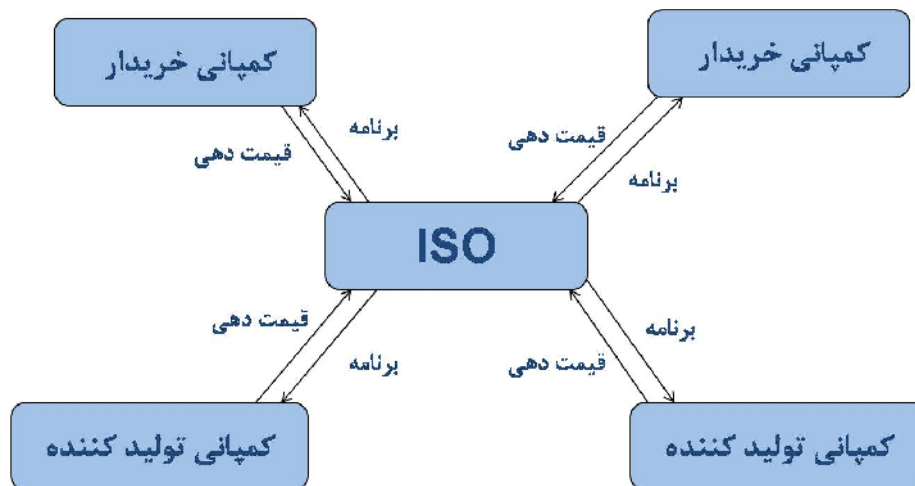 کمپانی خریدار
کمپانی خریدار
برنامه
قیمت دهی
قیمت دهی
برنامه
ISO
قیمت دهی
برنامه
برنامه
قیمت دهی
کمپانی تولید کننده
کمپانی تولید کننده